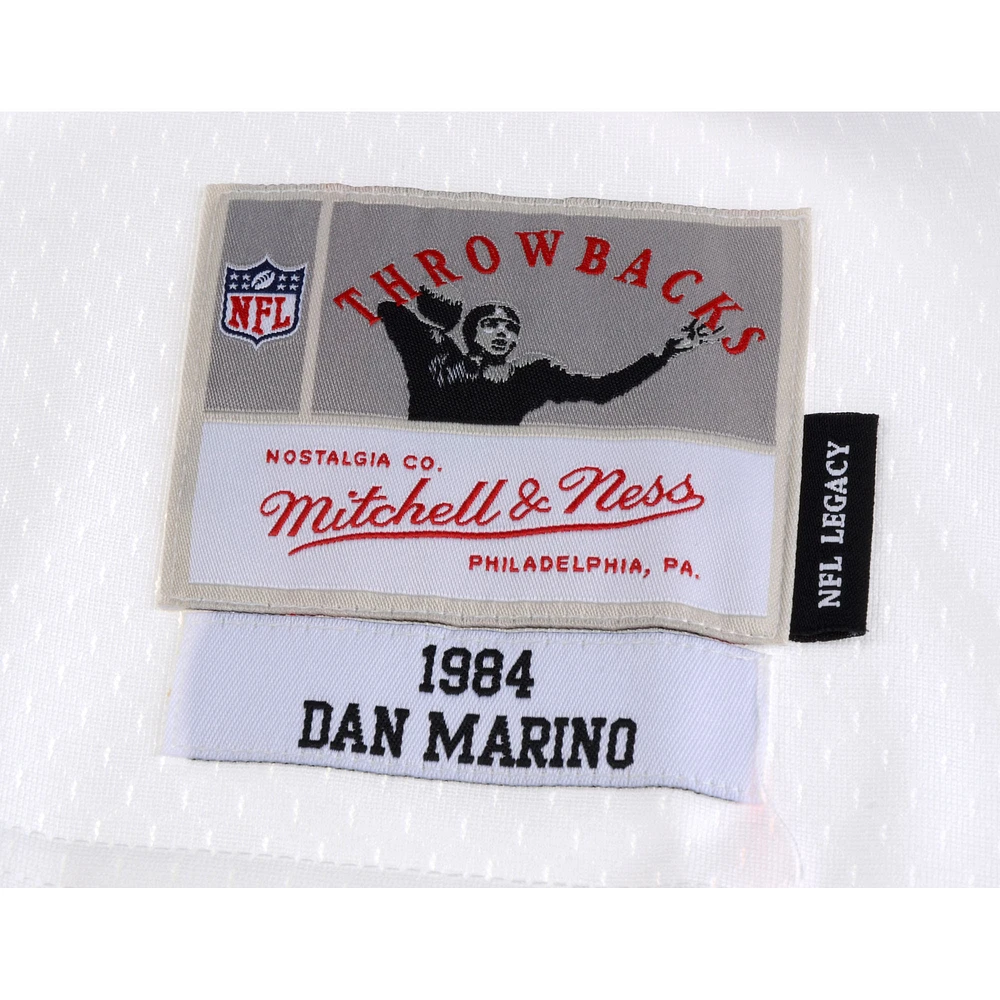 THROWBACKS
NFL
NOSTALGIA CO.
Mitchell & Ness
PHILADELPHIA, PA.
NFL LEGACY
1984
DAN MARINO